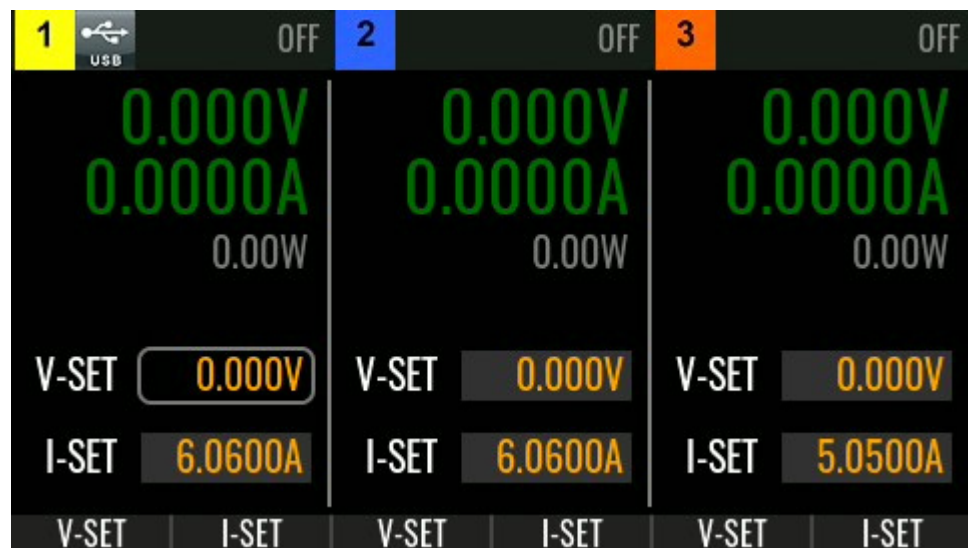 1 USB OFF 2 OFF 3 OFF
0.000V 0.000V 0.000V
0.0000A 0.0000A 0.0000A
0.00W 0.00W 0.00W
V-SET 0.000V V-SET 0.000V V-SET 0.000V
I-SET 6.0600A I-SET 6.0600A I-SET 5.0500A
V-SET I-SET V-SET I-SET V-SET I-SET